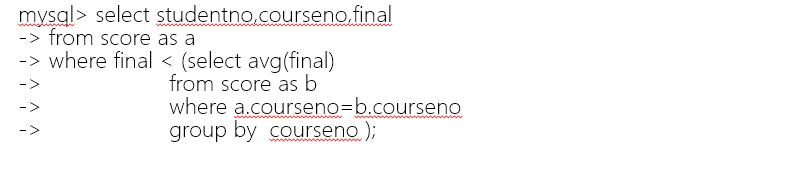 mysql> select studentno,courseno,final
-> from score as a
-> where final < (select avg(final)
-> from score as b
-> where a.courseno=b.courseno
-> group by  courseno );